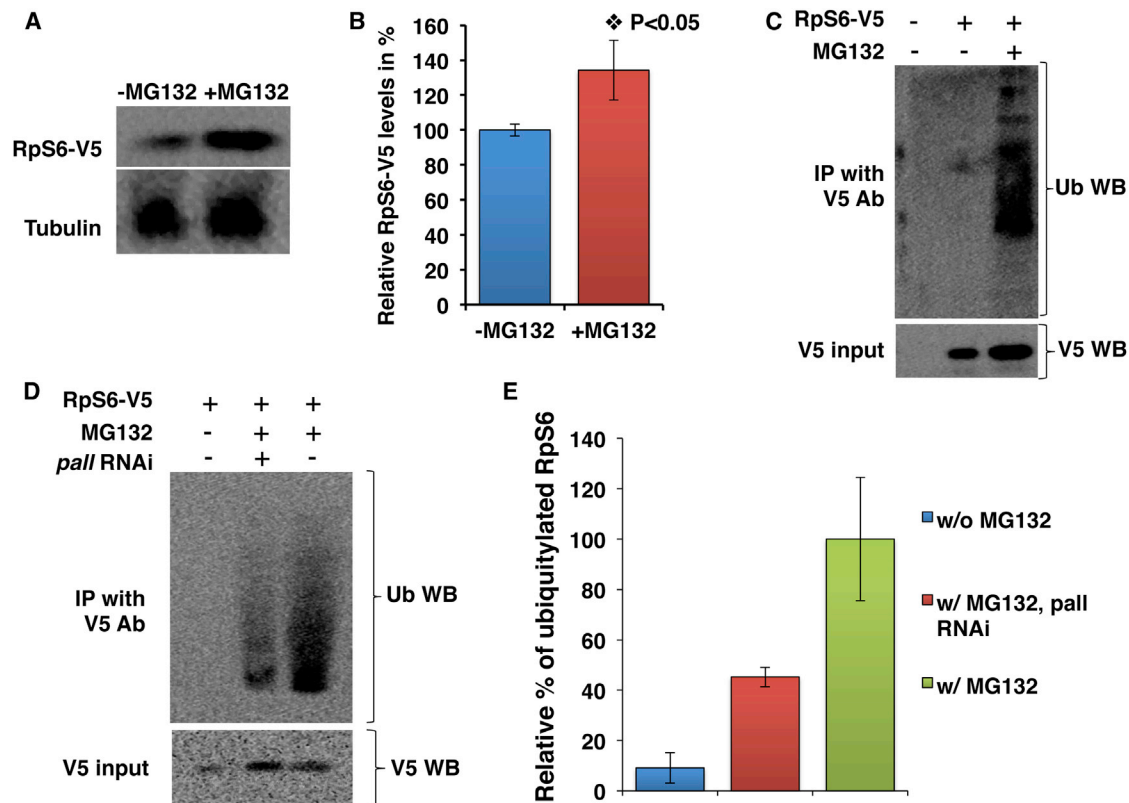 A
-MG132 +MG132
RpS6-V5
Tubulin
B
❖ P<0.05
Relative RpS6-V5 levels in %
160
140
120
100
80
60
40
20
0
-MG132 +MG132
C
RpS6-V5 - + +
MG132 - - +
IP with
V5 Ab
Ub WB
V5 input
V5 WB
D
RpS6-V5 + + +
MG132 - + +
pall RNAi - + -
IP with
V5 Ab
Ub WB
V5 input
V5 WB
E
Relative % of ubiquitylated RpS6
140
120
100
80
60
40
20
0
w/o MG132
w/ MG132, pall
RNAi
w/ MG132